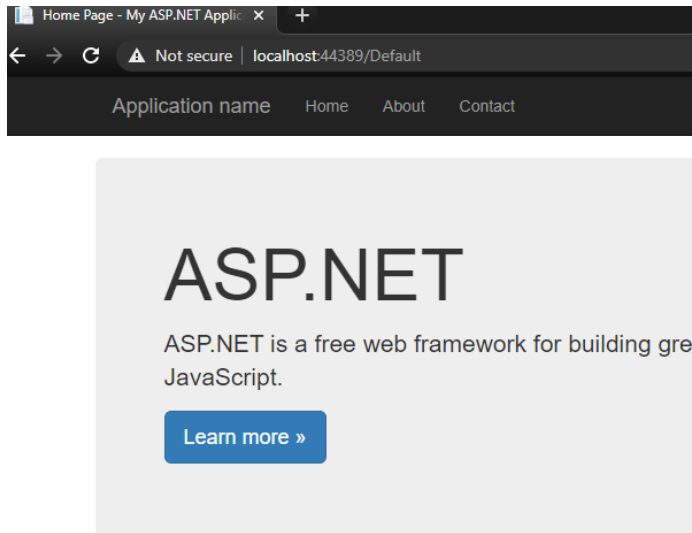 Home Page - My ASP.NET Applic
Not secure | localhost:44389/Default
Application name Home About Contact
ASP.NET
ASP.NET is a free web framework for building gre
JavaScript.
Learn more »